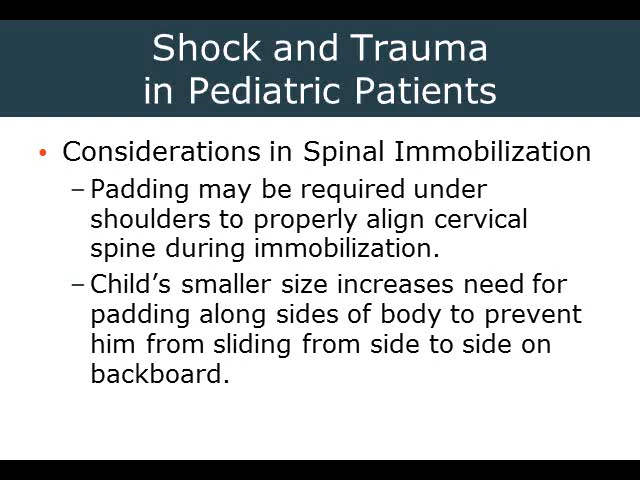 Shock and Trauma
in Pediatric Patients
• Considerations in Spinal Immobilization
– Padding may be required under
shoulders to properly align cervical
spine during immobilization.
– Child’s smaller size increases need for
padding along sides of body to prevent
him from sliding from side to side on
backboard.